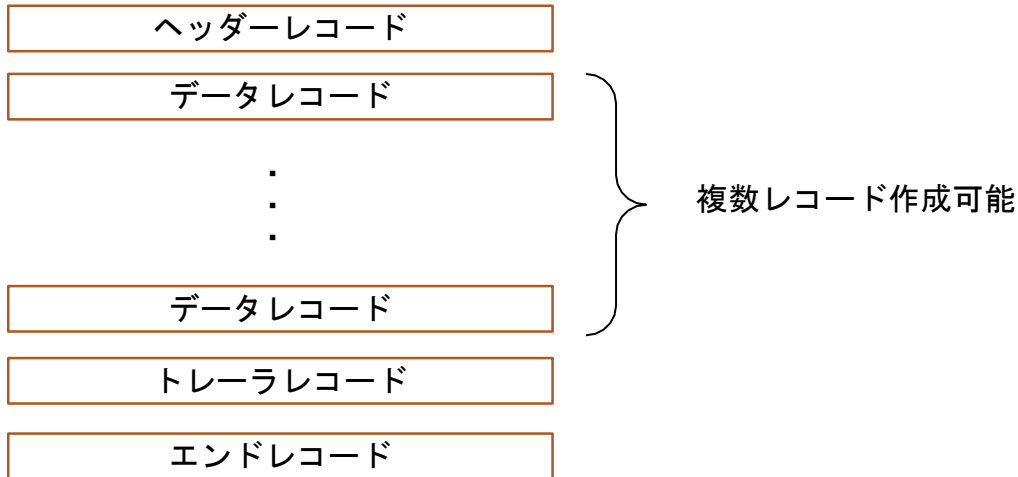 ヘッダーレコード
データレコード
・
・
・
複数レコード作成可能
データレコード
トレーラレコード
エンドレコード